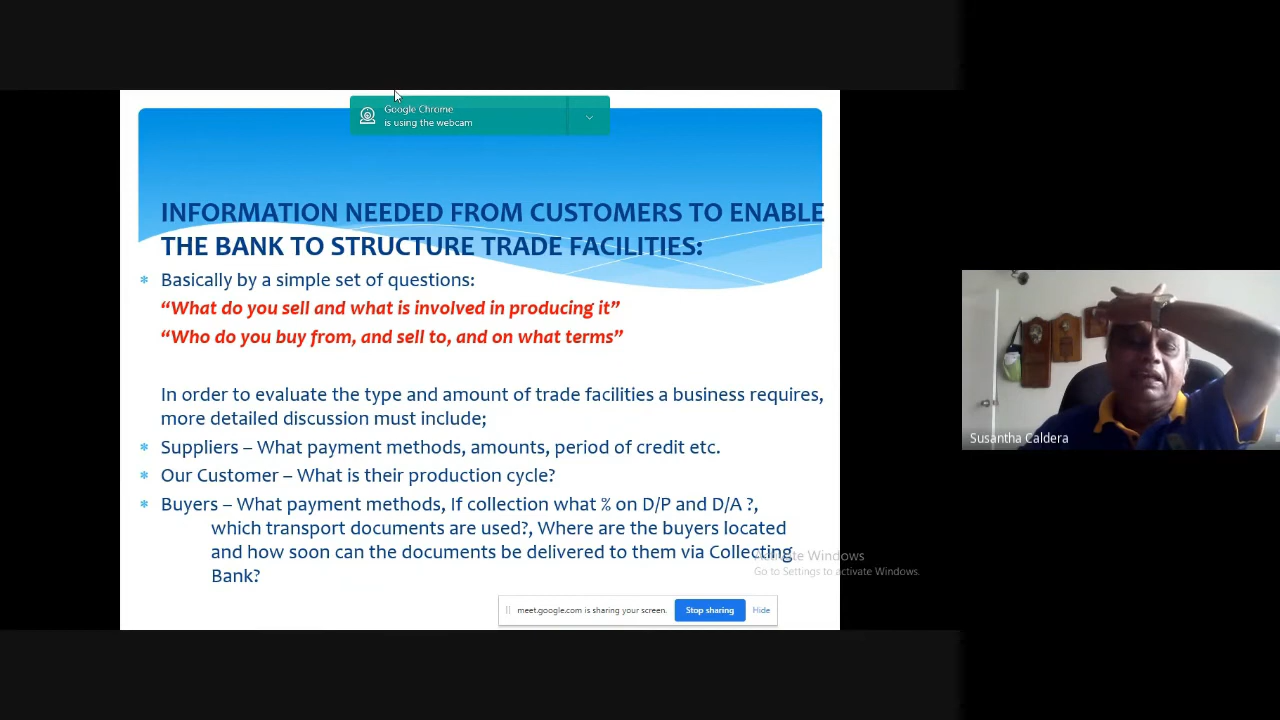 Google Chrome
is using the webcam
INFORMATION NEEDED FROM CUSTOMERS TO ENABLE
THE BANK TO STRUCTURE TRADE FACILITIES:
Basically by a simple set of questions:
“What do you sell and what is involved in producing it”
“Who do you buy from, and sell to, and on what terms”
In order to evaluate the type and amount of trade facilities a business requires,
more detailed discussion must include;
Suppliers – What payment methods, amounts, period of credit etc.
Our Customer – What is their production cycle?
Buyers – What payment methods, If collection what % on D/P and D/A ?,
which transport documents are used?, Where are the buyers located
and how soon can the documents be delivered to them via Collecting
Bank?
Activate Windows
Go to Settings to activate Windows.
meet.google.com is sharing your screen. Stop sharing Hide
Susantha Caldera